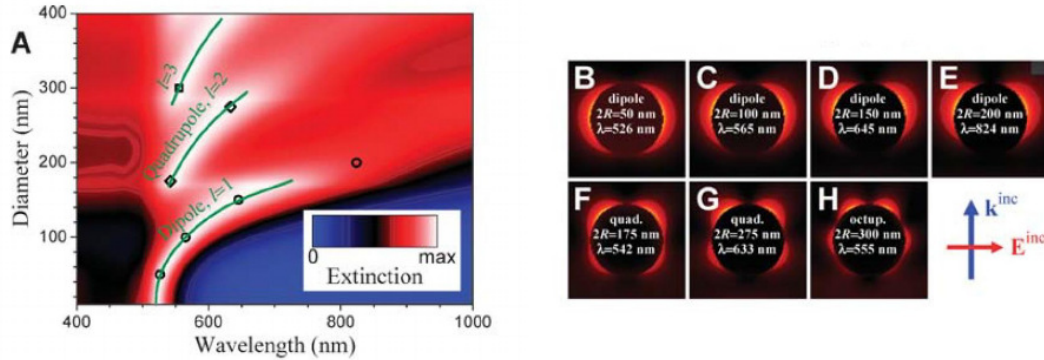 A
Diameter (nm)
400
300
200
100
0
l=3
Quadrupole, l=2
Dipole, l=1
0
max
Extinction
400
600
800
1000
Wavelength (nm)
B
dipole
2R=50 nm
λ=526 nm
C
dipole
2R=100 nm
λ=565 nm
D
dipole
2R=150 nm
λ=645 nm
E
dipole
2R=200 nm
λ=824 nm
F
quad.
2R=175 nm
λ=542 nm
G
quad.
2R=275 nm
λ=633 nm
H
octup.
2R=300 nm
λ=555 nm
k^inc
E^inc